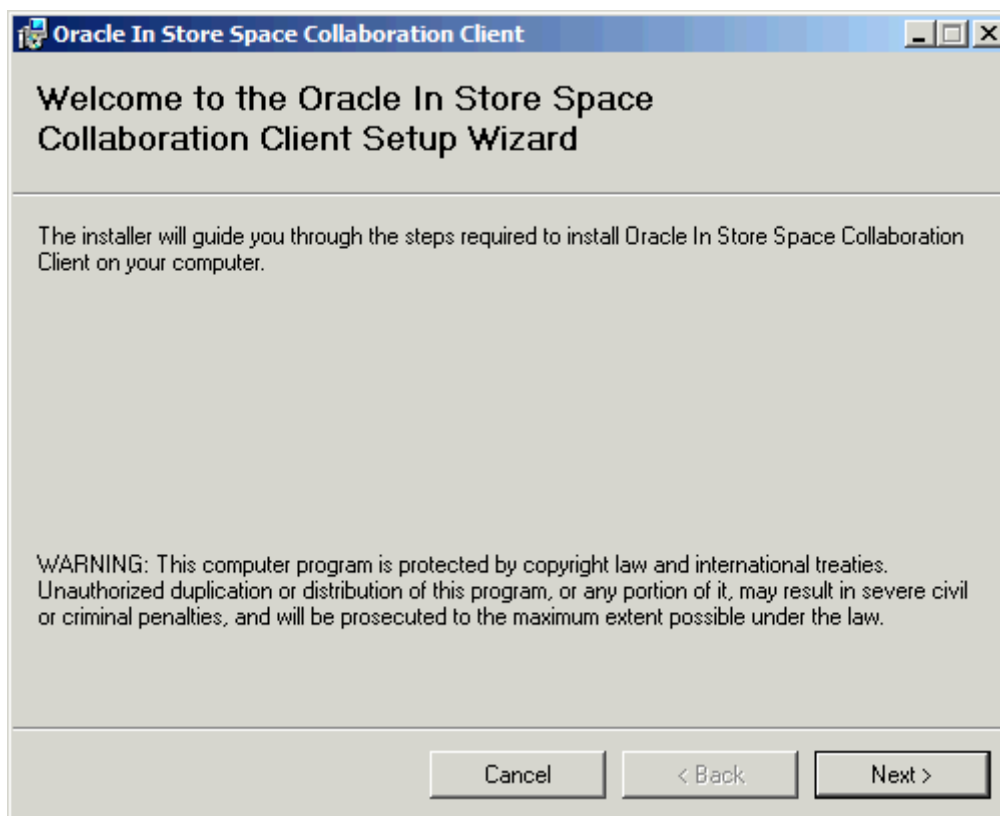 Oracle In Store Space Collaboration Client
Welcome to the Oracle In Store Space
Collaboration Client Setup Wizard
The installer will guide you through the steps required to install Oracle In Store Space Collaboration
Client on your computer.
WARNING: This computer program is protected by copyright law and international treaties.
Unauthorized duplication or distribution of this program, or any portion of it, may result in severe civil
or criminal penalties, and will be prosecuted to the maximum extent possible under the law.
Cancel < Back Next >